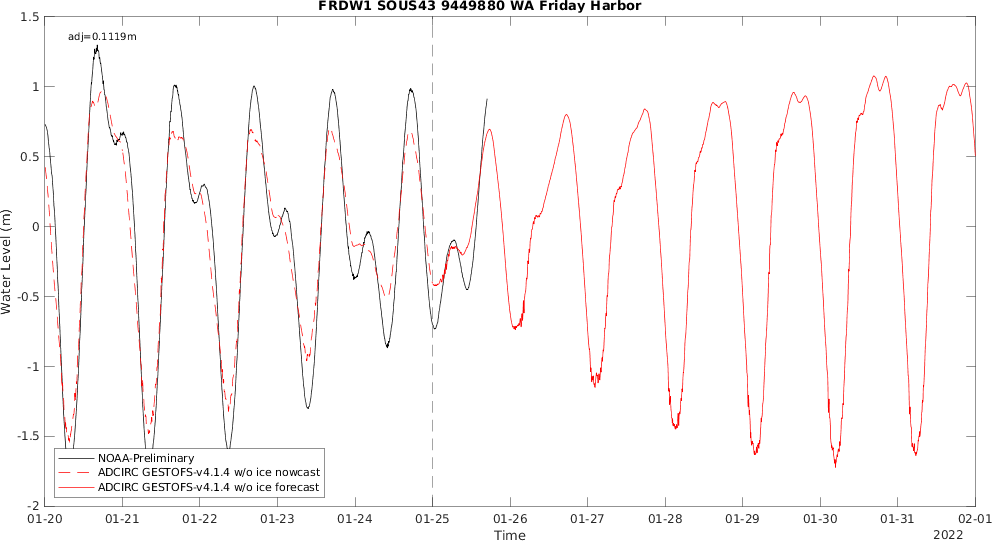 FRDW1 SOUS43 9449880 WA Friday Harbor
adj=0.1119m
1.5
1
0.5
0
-0.5
-1
-1.5
-2
Water Level (m)
NOAA-Preliminary
ADCIRC GESTOFS-v4.1.4 w/o ice nowcast
ADCIRC GESTOFS-v4.1.4 w/o ice forecast
01-20 01-21 01-22 01-23 01-24 01-25 01-26 01-27 01-28 01-29 01-30 01-31 02-01
Time
2022